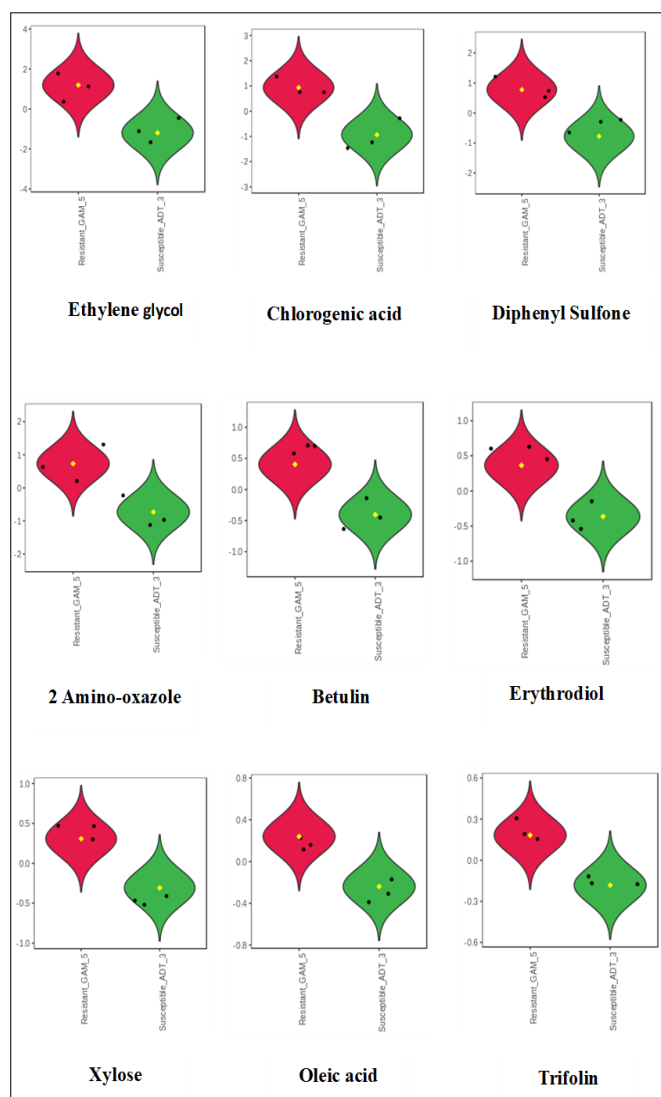 4
2
0
-2
-4
Resistant_GAM_5
Susceptible_ADT_3
Ethylene glycol
3
2
1
0
-1
-2
-3
Resistant_GAM_5
Susceptible_ADT_3
Chlorogenic acid
2
1
0
-1
-2
Resistant_GAM_5
Susceptible_ADT_3
Diphenyl Sulfone
2
1
0
-1
-2
Resistant_GAM_5
Susceptible_ADT_3
2 Amino-oxazole
1.0
0.5
0.0
-0.5
-1.0
Resistant_GAM_5
Susceptible_ADT_3
Betulin
1.0
0.5
0.0
-0.5
-1.0
Resistant_GAM_5
Susceptible_ADT_3
Erythrodiol
1.0
0.5
0.0
-0.5
-1.0
Resistant_GAM_5
Susceptible_ADT_3
Xylose
0.8
0.4
0.0
-0.4
-0.8
Resistant_GAM_5
Susceptible_ADT_3
Oleic acid
0.6
0.3
0.0
-0.3
-0.6
Resistant_GAM_5
Susceptible_ADT_3
Trifolin